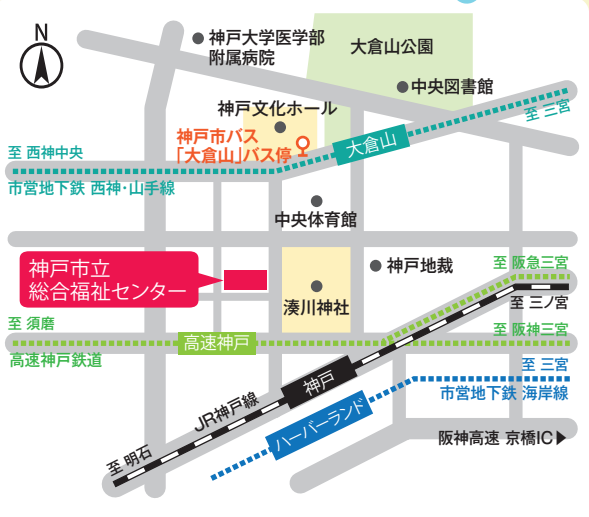 N
神戸大学医学部
附属病院
大倉山公園
中央図書館
神戸文化ホール
至 三宮
神戸市バス
「大倉山」バス停
大倉山
至 西神中央
市営地下鉄 西神・山手線
中央体育館
神戸地裁
至 阪急三宮
神戸市立
総合福祉センター
湊川神社
至 三ノ宮
至 須磨
高速神戸
至 阪神三宮
高速神戸鉄道
至 三宮
神戸
市営地下鉄 海岸線
JR神戸線
ハーバーランド
至 明石
阪神高速 京橋IC